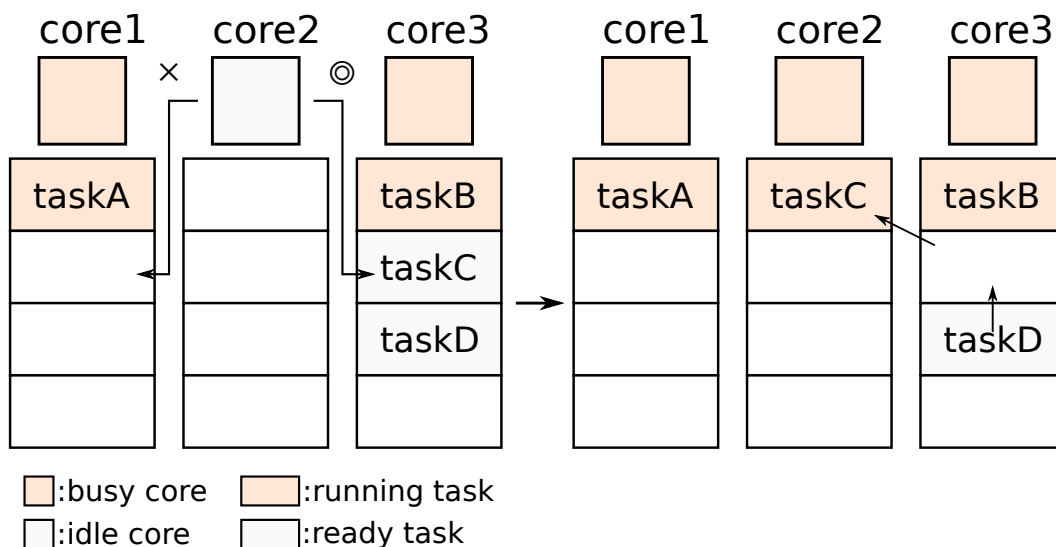 core1 core2 core3 core1 core2 core3
× ◎
taskA taskB taskA taskC taskB
taskC
taskD taskD
:busy core :running task
:idle core :ready task